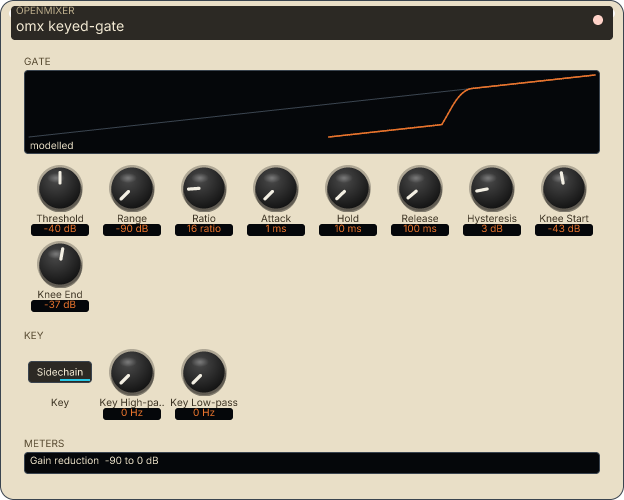 OPENMIXER
omx keyed-gate
GATE
modelled
Threshold Range Ratio Attack Hold Release Hysteresis Knee Start
-40 dB -90 dB 16 ratio 1 ms 10 ms 100 ms 3 dB -43 dB
Knee End
-37 dB
KEY
Sidechain
Key Key High-pa.. Key Low-pass
0 Hz 0 Hz
METERS
Gain reduction -90 to 0 dB